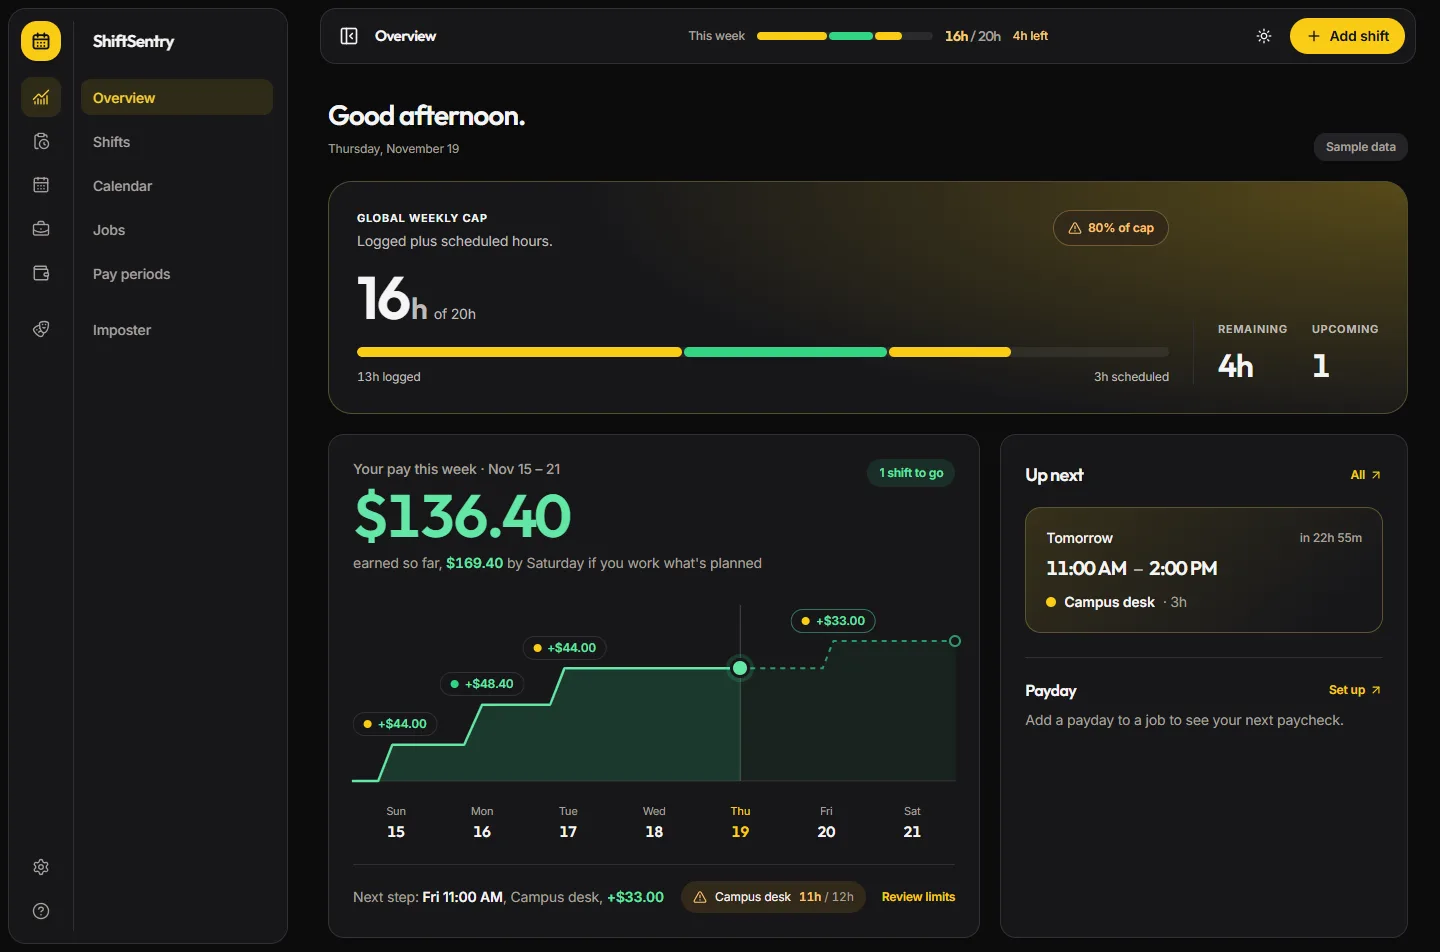 ShiftSentry
Overview
Shifts
Calendar
Jobs
Pay periods
Imposter
Overview
This week 16h / 20h 4h left
+ Add shift
Good afternoon.
Thursday, November 19
Sample data
GLOBAL WEEKLY CAP
Logged plus scheduled hours.
80% of cap
16h of 20h
13h logged
3h scheduled
REMAINING
4h
UPCOMING
1
Your pay this week · Nov 15 – 21
1 shift to go
$136.40
earned so far, $169.40 by Saturday if you work what's planned
+$44.00
+$48.40
+$44.00
+$33.00
Sun Mon Tue Wed Thu Fri Sat
15 16 17 18 19 20 21
Next step: Fri 11:00 AM, Campus desk, +$33.00
Campus desk 11h / 12h
Review limits
Up next
All
Tomorrow
in 22h 55m
11:00 AM – 2:00 PM
Campus desk · 3h
Payday
Set up
Add a payday to a job to see your next paycheck.